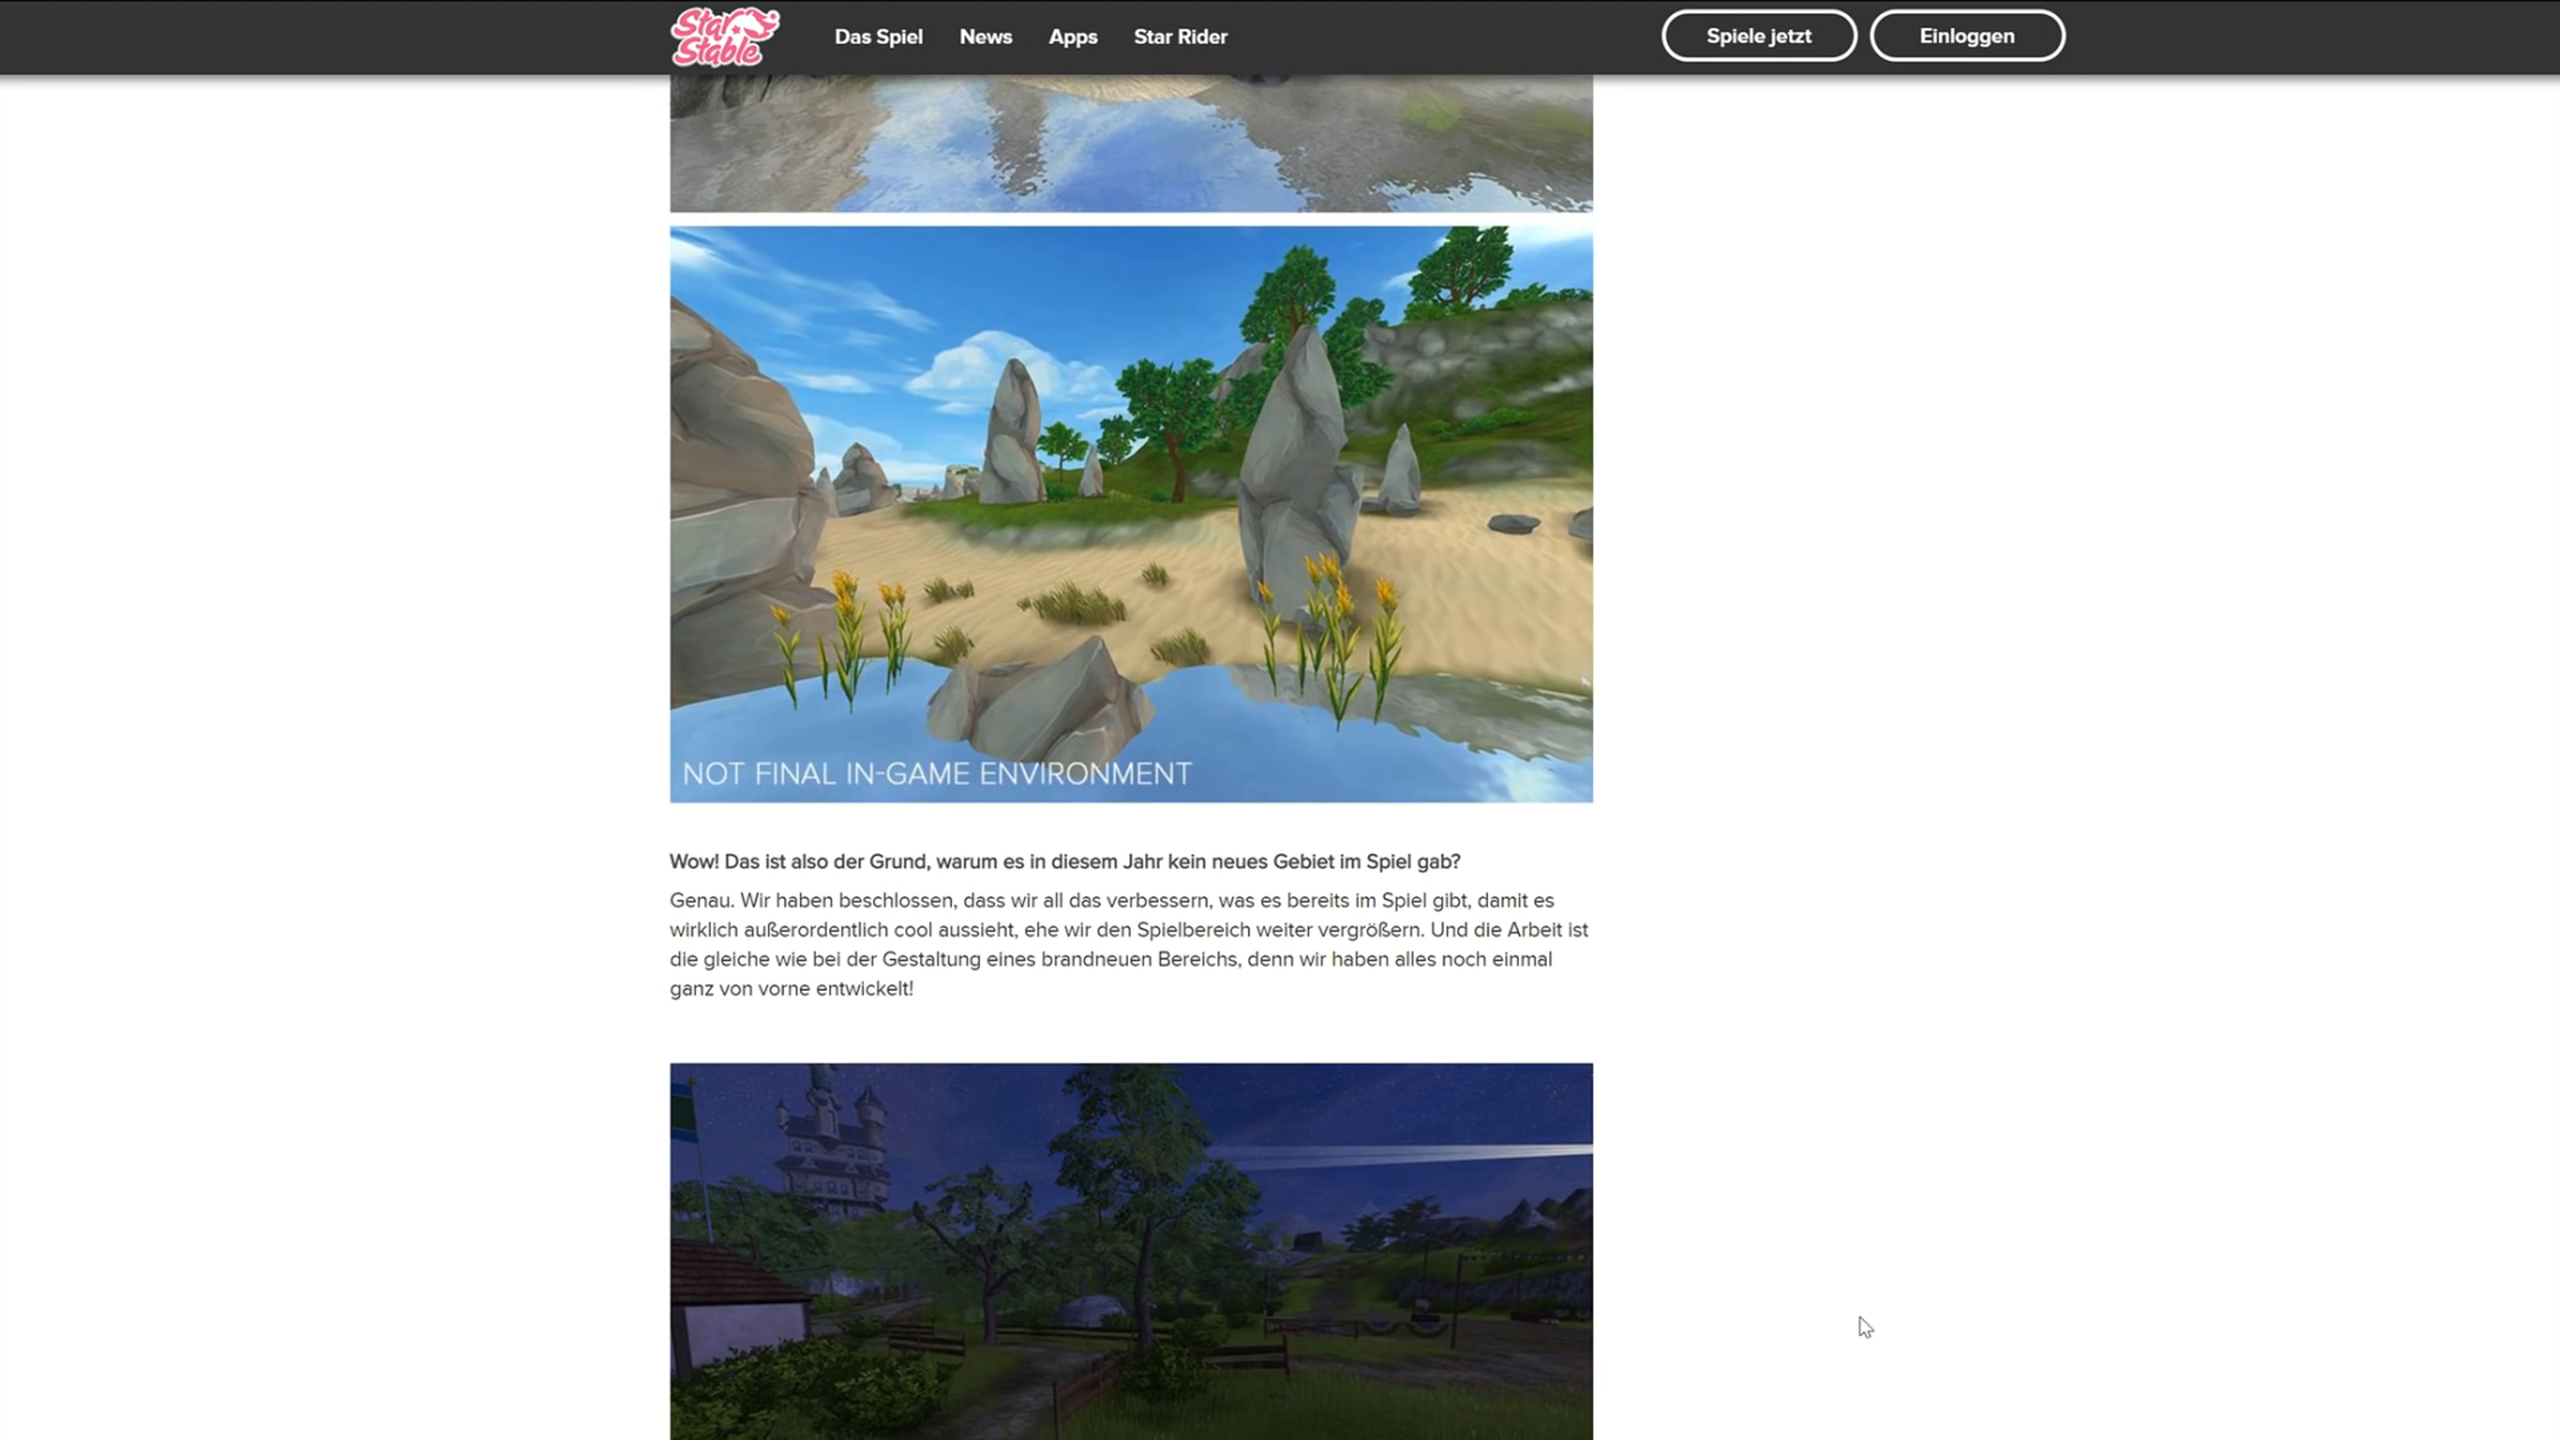 Star Stable
Das Spiel
News
Apps
Star Rider
Spiele jetzt
Einloggen
NOT FINAL IN-GAME ENVIRONMENT
Wow! Das ist also der Grund, warum es in diesem Jahr kein neues Gebiet im Spiel gab?
Genau. Wir haben beschlossen, dass wir all das verbessern, was es bereits im Spiel gibt, damit es
wirklich außerordentlich cool aussieht, ehe wir den Spielbereich weiter vergrößern. Und die Arbeit ist
die gleiche wie bei der Gestaltung eines brandneuen Bereichs, denn wir haben alles noch einmal
ganz von vorne entwickelt!